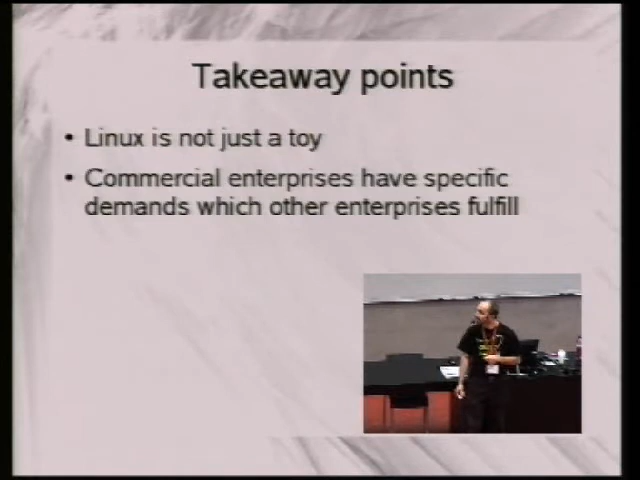 Takeaway points
• Linux is not just a toy
• Commercial enterprises have specific
demands which other enterprises fulfill